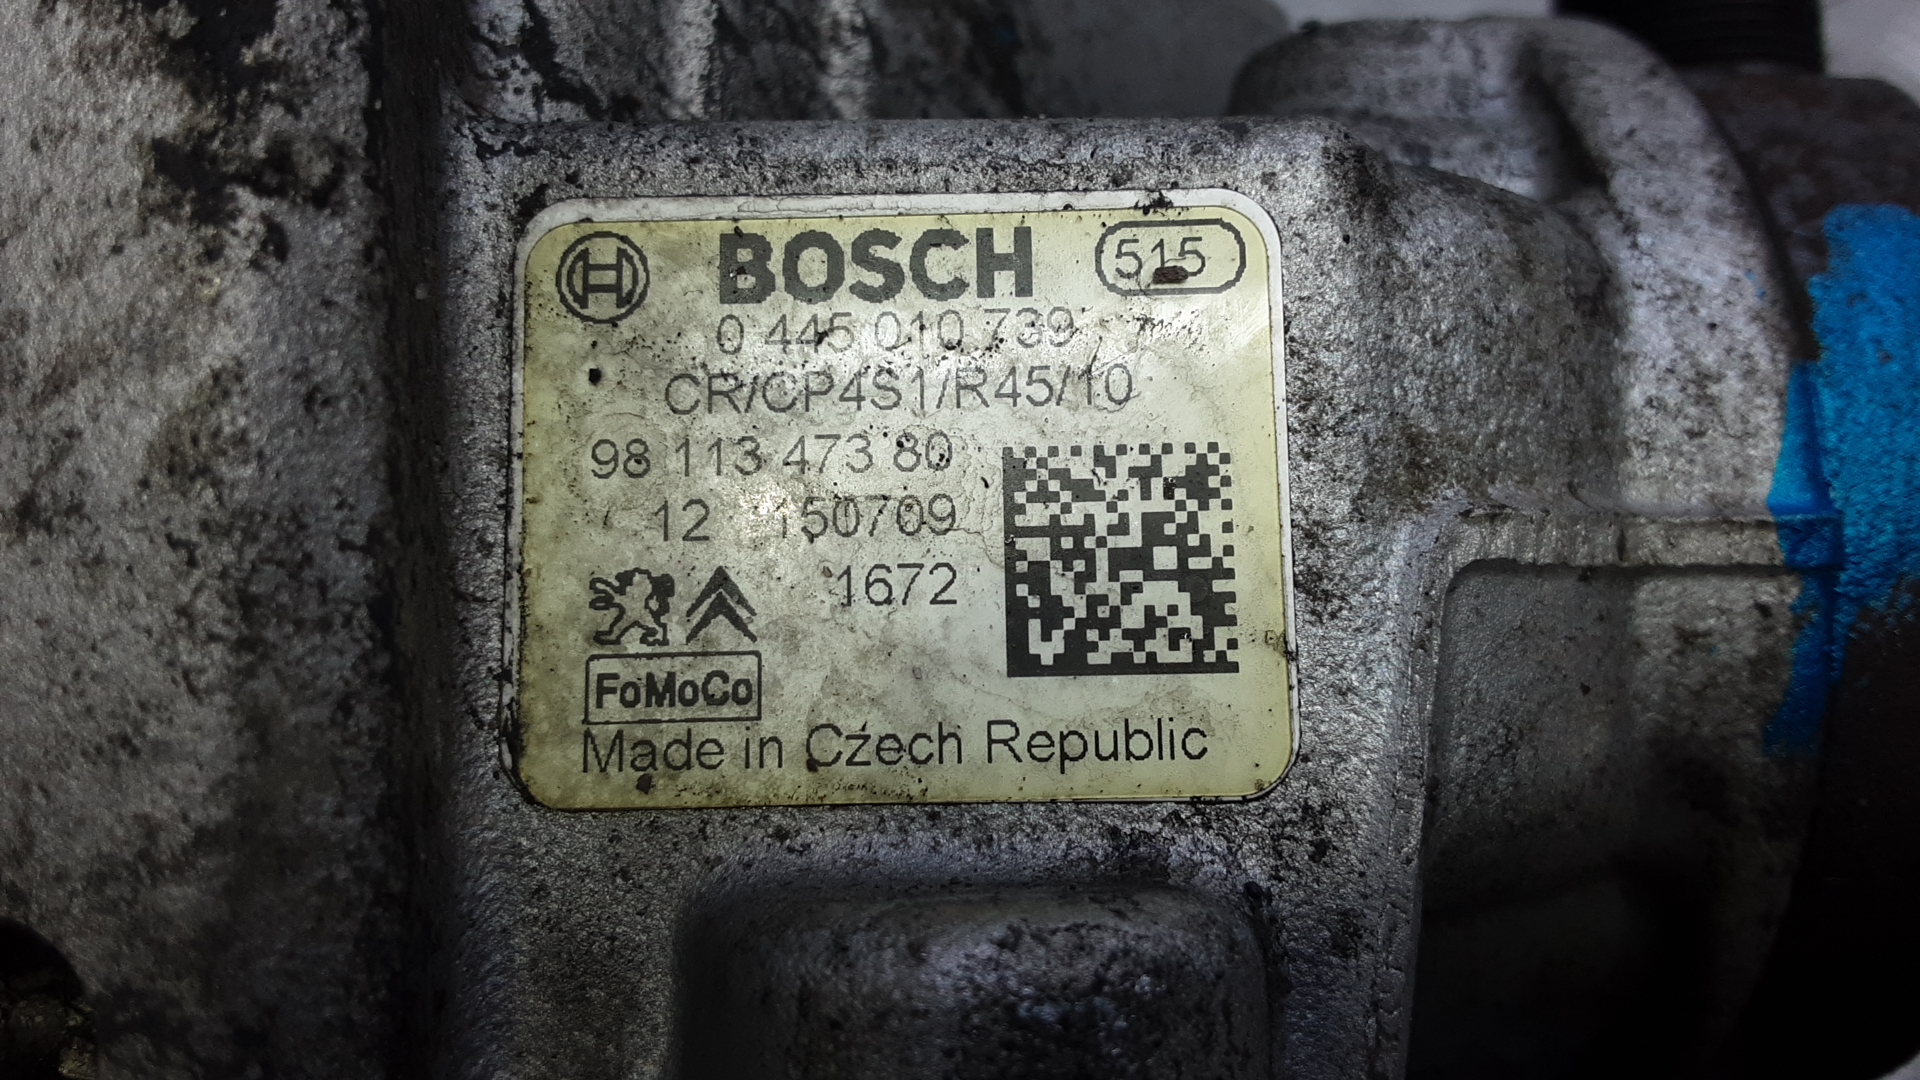 BOSCH 515
0 445 010 739
CR/CP4S1/R45/10
98 113 473 80
12 150709
1672
FoMoCo
Made in Czech Republic